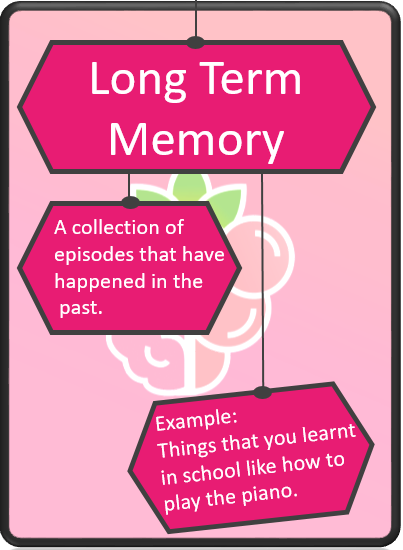 Long Term
Memory
A collection of
episodes that have
happened in the
past.
Example:
Things that you learnt
in school like how to
play the piano.